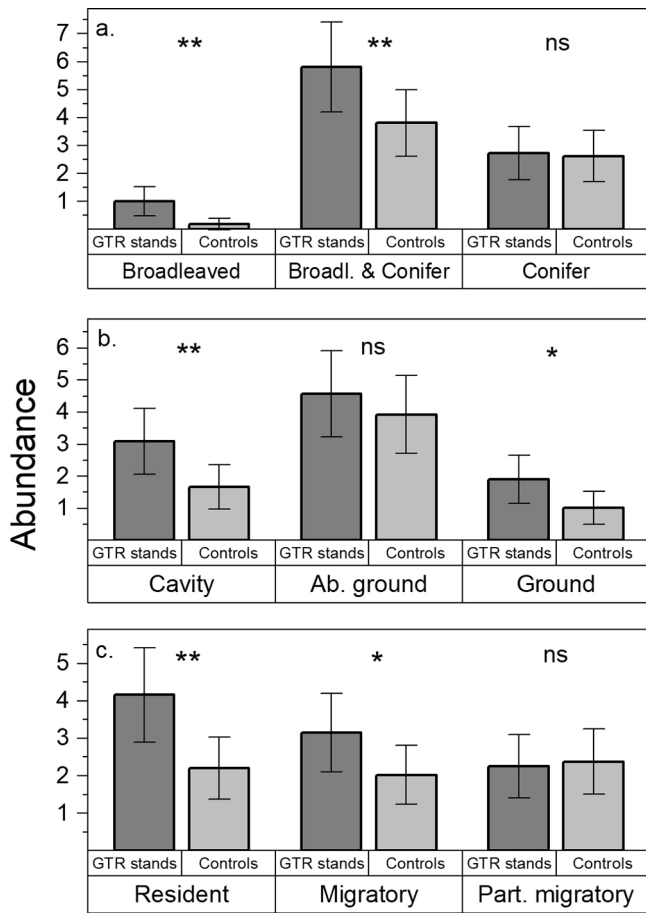 Abundance
a.
**
**
ns
7
6
5
4
3
2
1
GTR stands Controls GTR stands Controls GTR stands Controls
Broadleaved Broadl. & Conifer Conifer
b.
**
ns
*
6
5
4
3
2
1
GTR stands Controls GTR stands Controls GTR stands Controls
Cavity Ab. ground Ground
c.
**
*
ns
5
4
3
2
1
GTR stands Controls GTR stands Controls GTR stands Controls
Resident Migratory Part. migratory